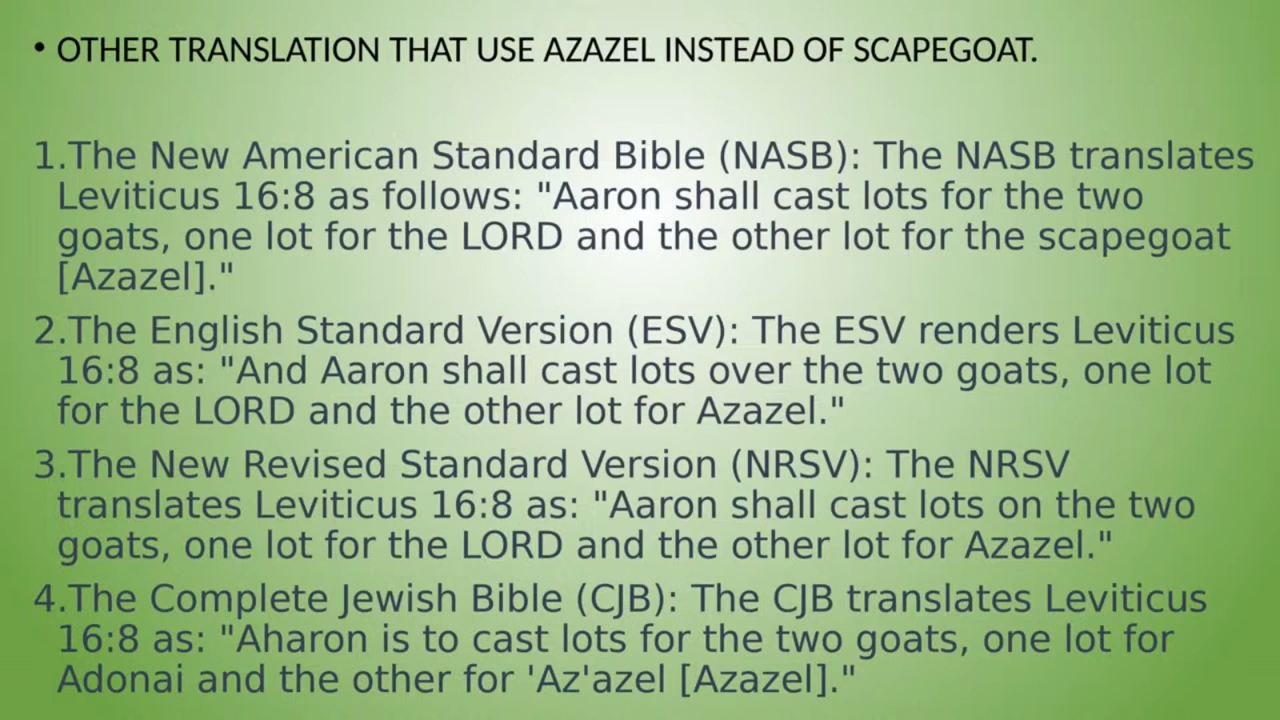 • OTHER TRANSLATION THAT USE AZAZEL INSTEAD OF SCAPEGOAT.
1.The New American Standard Bible (NASB): The NASB translates
Leviticus 16:8 as follows: "Aaron shall cast lots for the two
goats, one lot for the LORD and the other lot for the scapegoat
[Azazel]."
2.The English Standard Version (ESV): The ESV renders Leviticus
16:8 as: "And Aaron shall cast lots over the two goats, one lot
for the LORD and the other lot for Azazel."
3.The New Revised Standard Version (NRSV): The NRSV
translates Leviticus 16:8 as: "Aaron shall cast lots on the two
goats, one lot for the LORD and the other lot for Azazel."
4.The Complete Jewish Bible (CJB): The CJB translates Leviticus
16:8 as: "Aharon is to cast lots for the two goats, one lot for
Adonai and the other for 'Az'azel [Azazel]."